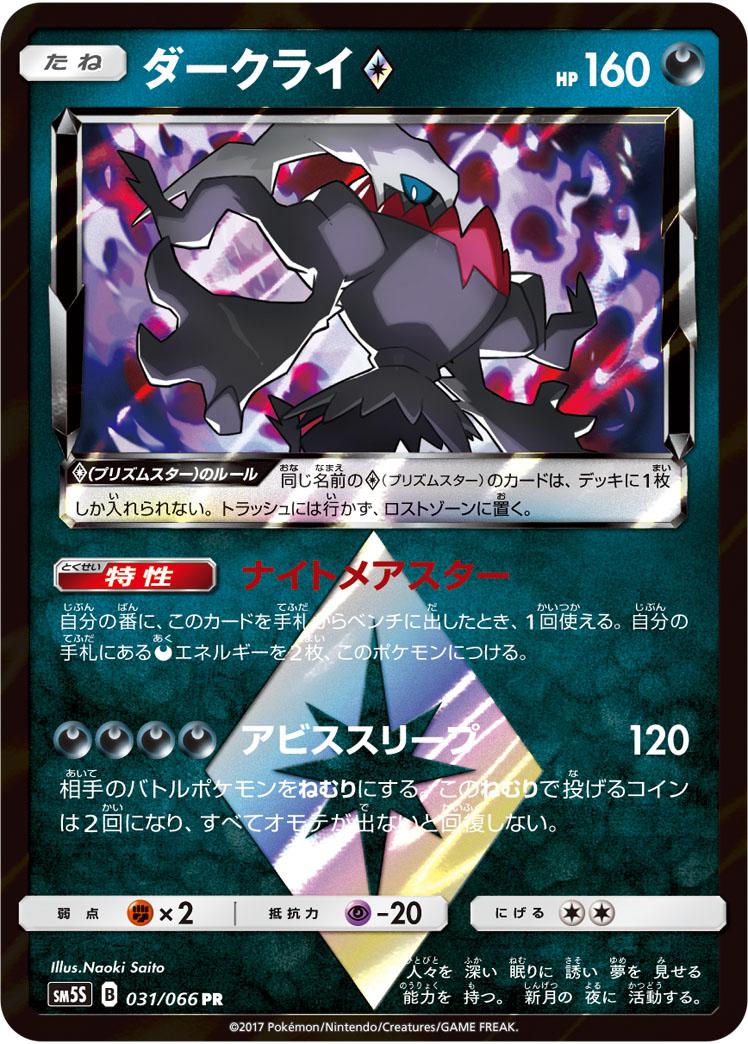 たね ダークライ◇ HP 160
◇(プリズムスター)のルール 同じ名前の◇(プリズムスター)のカードは、デッキに1枚
しか入れられない。トラッシュには行かず、ロストゾーンに置く。
とくせい
特性 ナイトメアスター
自分の番に、このカードを手札からベンチに出したとき、1回使える。自分の
手札にあるエネルギーを2枚、このポケモンにつける。
アビススリープ 120
相手のバトルポケモンをねむりにする。このねむりで投げるコイン
は2回になり、すべてオモテが出ないと回復しない。
弱点 ×2 抵抗力 -20 にげる
Illus.Naoki Saito
人々を 深い 眠りに 誘い 夢を 見せる
能力を 持つ。 新月の 夜に 活動する。
SM5S B 031/066 PR
©2017 Pokémon/Nintendo/Creatures/GAME FREAK.